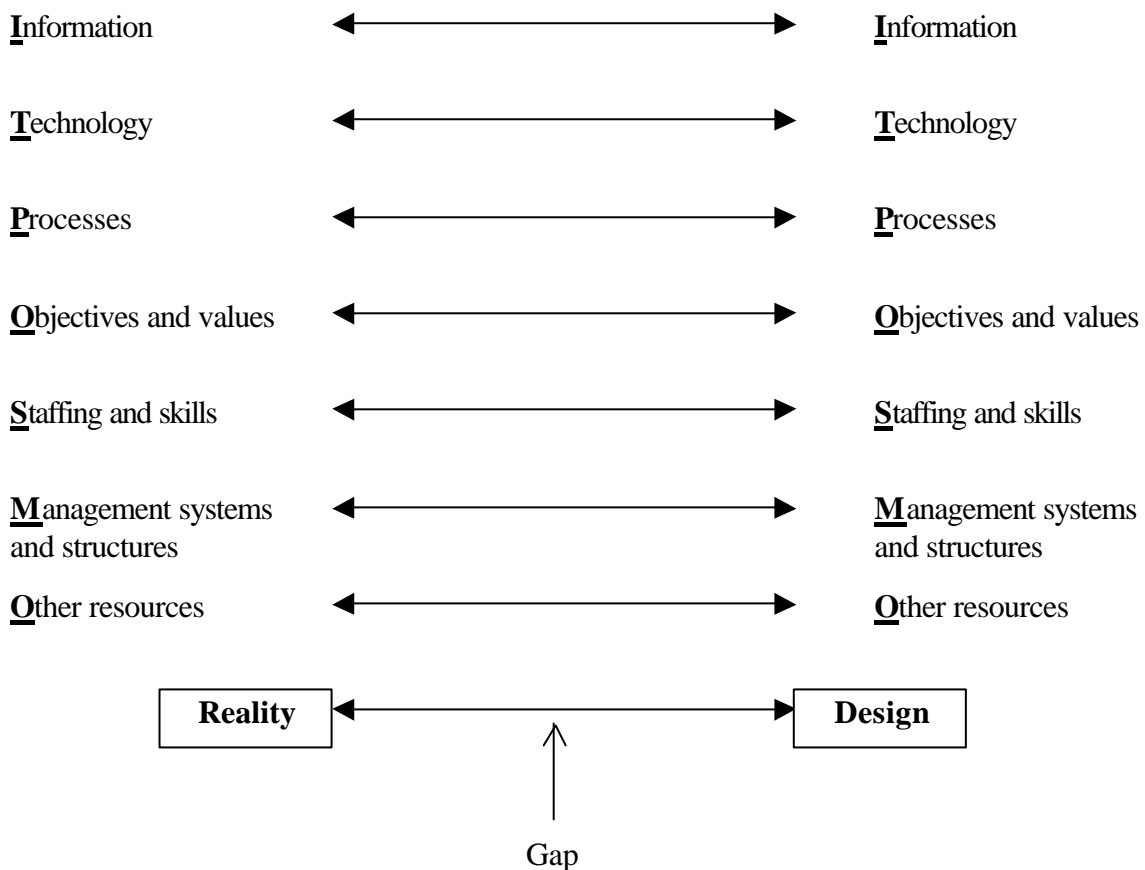 Information Information
Technology Technology
Processes Processes
Objectives and values Objectives and values
Staffing and skills Staffing and skills
Management systems Management systems
and structures and structures
Other resources Other resources
Reality Design
Gap